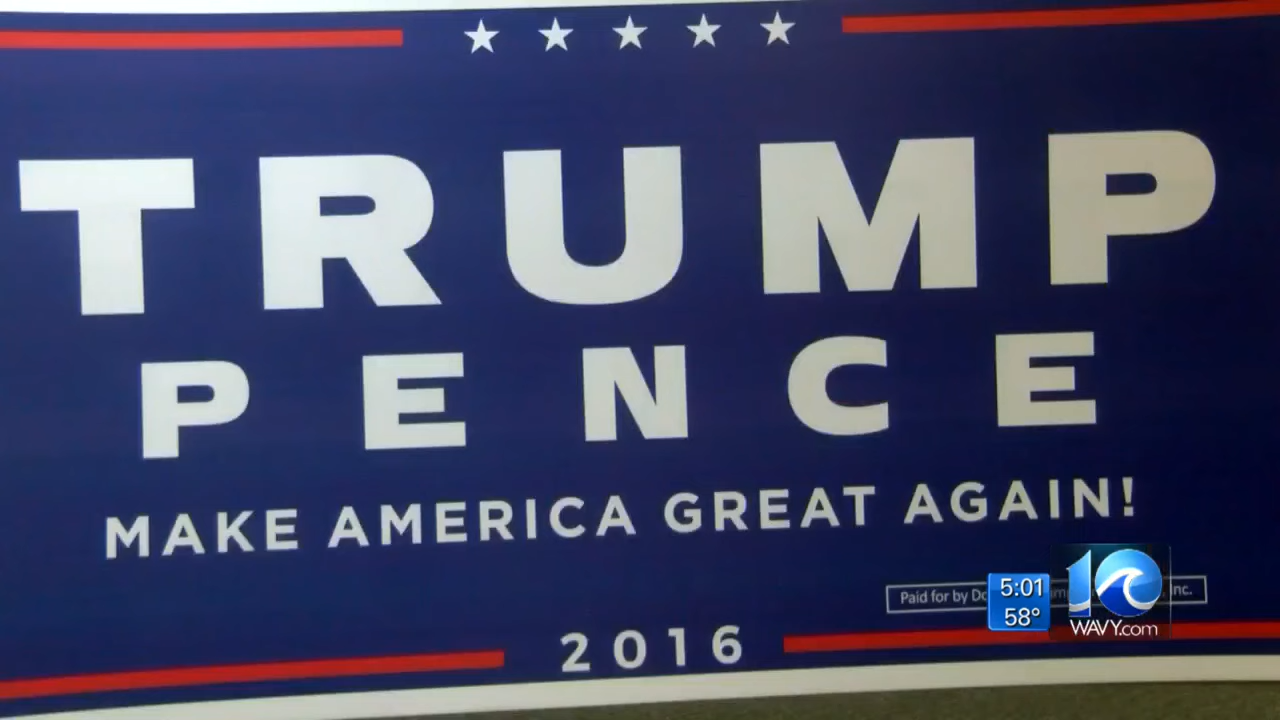 TRUMP
PENCE
MAKE AMERICA GREAT AGAIN!
Paid for by
Inc.
2016
5:01
58°
10
WAVY.com